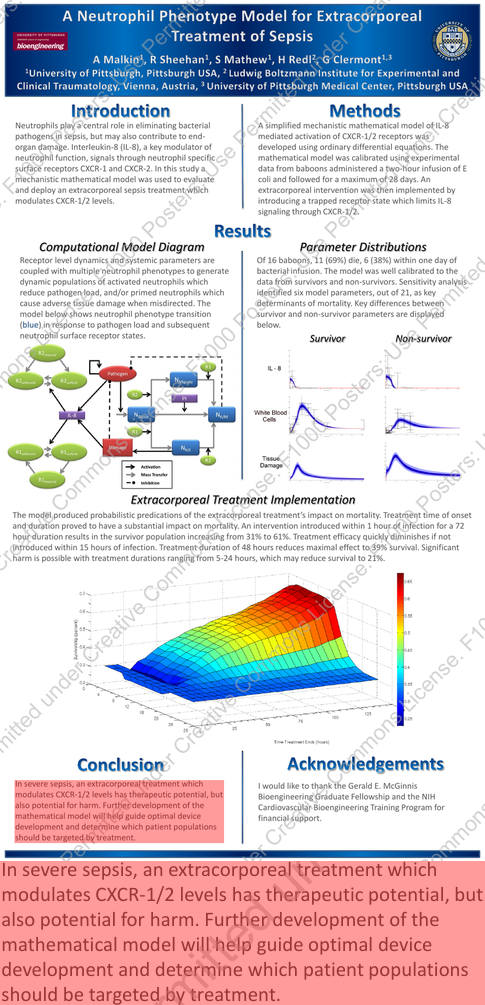 A Neutrophil Phenotype Model for Extracorporeal
Treatment of Sepsis
UNIVERSITY OF PITTSBURGH
bioengineering
A Malkin¹, R Sheehan¹, S Mathew¹, H Redl², G Clermont¹,³
¹University of Pittsburgh, Pittsburgh USA, ² Ludwig Boltzmann Institute for Experimental and
Clinical Traumatology, Vienna, Austria, ³ University of Pittsburgh Medical Center, Pittsburgh USA
Introduction
Neutrophils play a central role in eliminating bacterial
pathogens in sepsis, but may also contribute to end-
organ damage. Interleukin-8 (IL-8), a key modulator of
neutrophil function, signals through neutrophil specific
surface receptors CXCR-1 and CXCR-2. In this study a
mechanistic mathematical model was used to evaluate
and deploy an extracorporeal sepsis treatment which
modulates CXCR-1/2 levels.
Methods
A simplified mechanistic mathematical model of IL-8
mediated activation of CXCR-1/2 receptors was
developed using ordinary differential equations. The
mathematical model was calibrated using experimental
data from baboons administered a two-hour infusion of E
coli and followed for a maximum of 28 days. An
extracorporeal intervention was then implemented by
introducing a trapped receptor state which limits IL-8
signaling through CXCR-1/2.
Results
Computational Model Diagram
Receptor level dynamics and systemic parameters are
coupled with multiple neutrophil phenotypes to generate
dynamic populations of activated neutrophils which
reduce pathogen load, and/or primed neutrophils which
cause adverse tissue damage when misdirected. The
model below shows neutrophil phenotype transition
(blue) in response to pathogen load and subsequent
neutrophil surface receptor states.
Pathogen
IL-8
Damage
Activation
Mass Transfer
Inhibition
Parameter Distributions
Of 16 baboons, 11 (69%) die, 6 (38%) within one day of
bacterial infusion. The model was well calibrated to the
data from survivors and non-survivors. Sensitivity analysis
identified six model parameters, out of 21, as key
determinants of mortality. Key differences between
survivor and non-survivor parameters are displayed
below.
Survivor
Non-survivor
IL - 8
White Blood
Cells
Tissue
Damage
Extracorporeal Treatment Implementation
The model produced probabilistic predications of the extracorporeal treatment's impact on mortality. Treatment time of onset
and duration proved to have a substantial impact on mortality. An intervention introduced within 1 hour of infection for a 72
hour duration results in the survivor population increasing from 31% to 61%. Treatment efficacy quickly diminishes if not
introduced within 15 hours of infection. Treatment duration of 48 hours reduces maximal effect to 39% survival. Significant
harm is possible with treatment durations ranging from 5-24 hours, which may reduce survival to 21%.
Time Treatment Ends (hours)
Conclusion
In severe sepsis, an extracorporeal treatment which
modulates CXCR-1/2 levels has therapeutic potential, but
also potential for harm. Further development of the
mathematical model will help guide optimal device
development and determine which patient populations
should be targeted by treatment.
Acknowledgements
I would like to thank the Gerald E. McGinnis
Bioengineering Graduate Fellowship and the NIH
Cardiovascular Bioengineering Training Program for
financial support.
In severe sepsis, an extracorporeal treatment which
modulates CXCR-1/2 levels has therapeutic potential, but
also potential for harm. Further development of the
mathematical model will help guide optimal device
development and determine which patient populations
should be targeted by treatment.